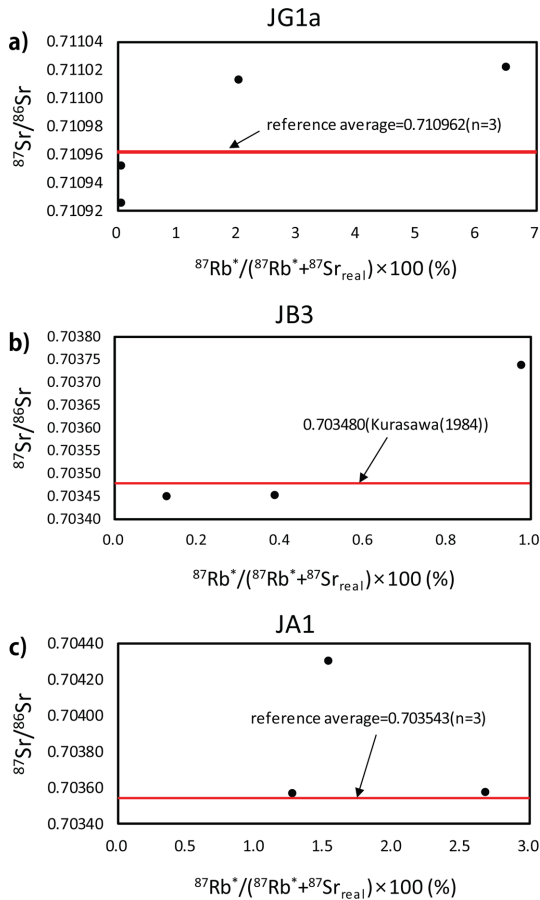 JG1a
a)
0.71104
0.71102
0.71100
0.71098
0.71096
0.71094
0.71092
⁸⁷Sr/⁸⁶Sr
reference average=0.710962(n=3)
0 1 2 3 4 5 6 7
⁸⁷Rb*/(⁸⁷Rb*+⁸⁷Srreal)×100 (%)
JB3
b)
0.70380
0.70375
0.70370
0.70365
0.70360
0.70355
0.70350
0.70345
0.70340
⁸⁷Sr/⁸⁶Sr
0.703480(Kurasawa(1984))
0.0 0.2 0.4 0.6 0.8 1.0
⁸⁷Rb*/(⁸⁷Rb*+⁸⁷Srreal)×100 (%)
JA1
c)
0.70440
0.70420
0.70400
0.70380
0.70360
0.70340
⁸⁷Sr/⁸⁶Sr
reference average=0.703543(n=3)
0.0 0.5 1.0 1.5 2.0 2.5 3.0
⁸⁷Rb*/(⁸⁷Rb*+⁸⁷Srreal)×100 (%)